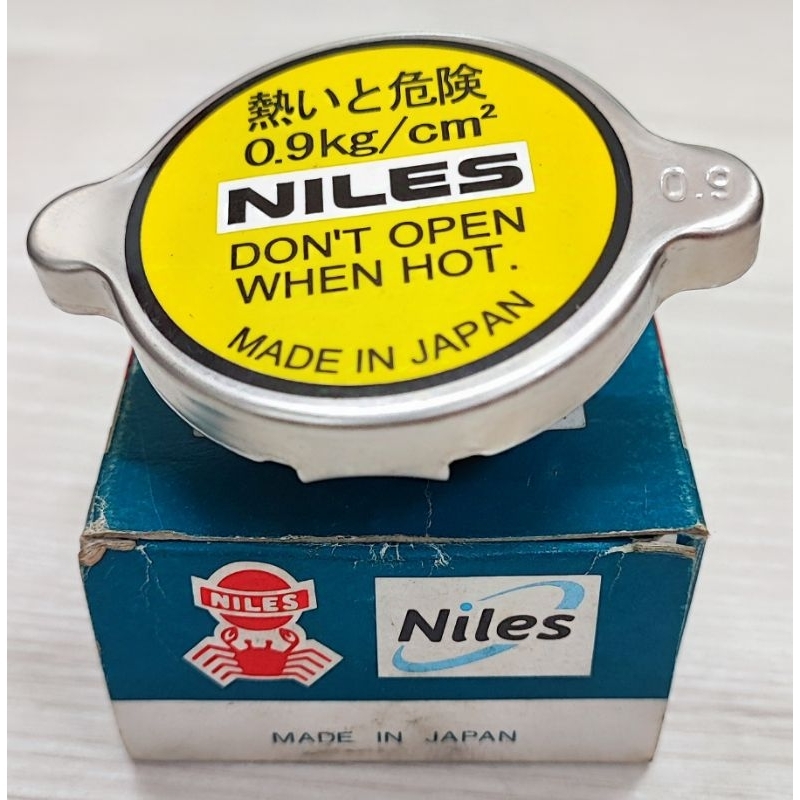 熱いと危険
0.9kg/cm²
NILES
DON'T OPEN
WHEN HOT.
MADE IN JAPAN
0.9
NILES
Niles
MADE IN JAPAN